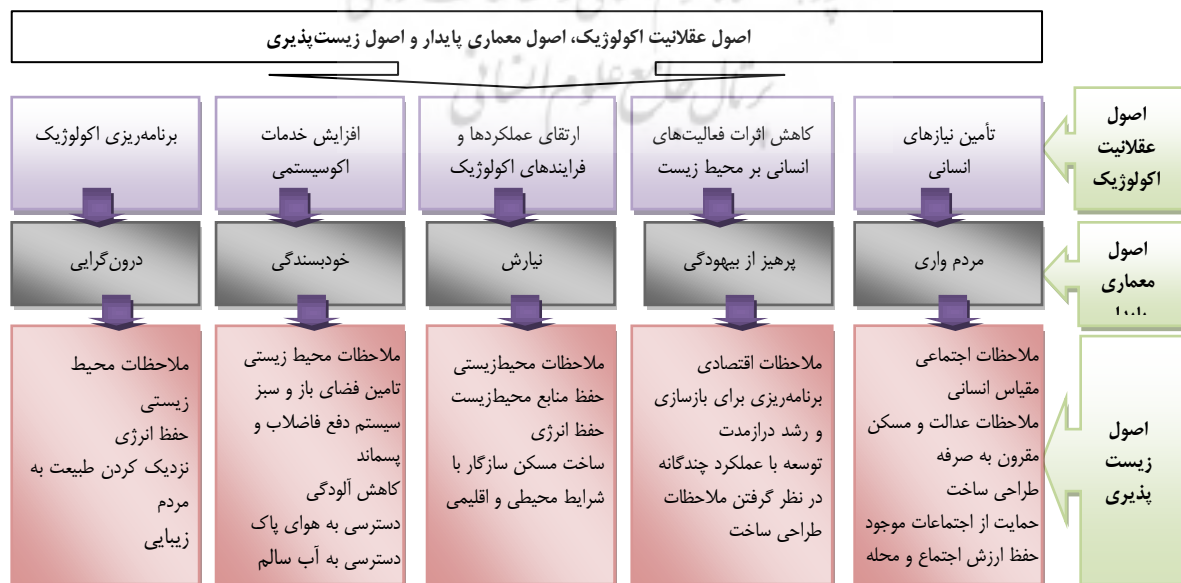 اصول عقلانیت اکولوژیک، اصول معماری پایدار و اصول زیست‌پذیری
پرتال جامع علوم انسانی
اصول
عقلانیت
اکولوژیک
تأمین نیازهای
انسانی
کاهش اثرات فعالیت‌های
انسانی بر محیط زیست
ارتقای عملکردها و
فرایندهای اکولوژیک
افزایش خدمات
اکوسیستمی
برنامه‌ریزی اکولوژیک
اصول
معماری
مردم واری
پرهیز از بیهودگی
نیارش
خودبسندگی
درون‌گرایی
اصول
زیست
پذیری
ملاحظات اجتماعی
مقیاس انسانی
ملاحظات عدالت و مسکن
مقرون به صرفه
طراحی ساخت
حمایت از اجتماعات موجود
حفظ ارزش اجتماع و محله
ملاحظات اقتصادی
برنامه‌ریزی برای بازسازی
و رشد درازمدت
توسعه با عملکرد چندگانه
در نظر گرفتن ملاحظات
طراحی ساخت
ملاحظات محیط‌زیستی
حفظ منابع محیط‌زیست
حفظ انرژی
ساخت مسکن سازگار با
شرایط محیطی و اقلیمی
ملاحظات محیط زیستی
تامین فضای باز و سبز
سیستم دفع فاضلاب و
پسماند
کاهش آلودگی
دسترسی به هوای پاک
دسترسی به آب سالم
ملاحظات محیط
زیستی
حفظ انرژی
نزدیک کردن طبیعت به
مردم
زیبایی